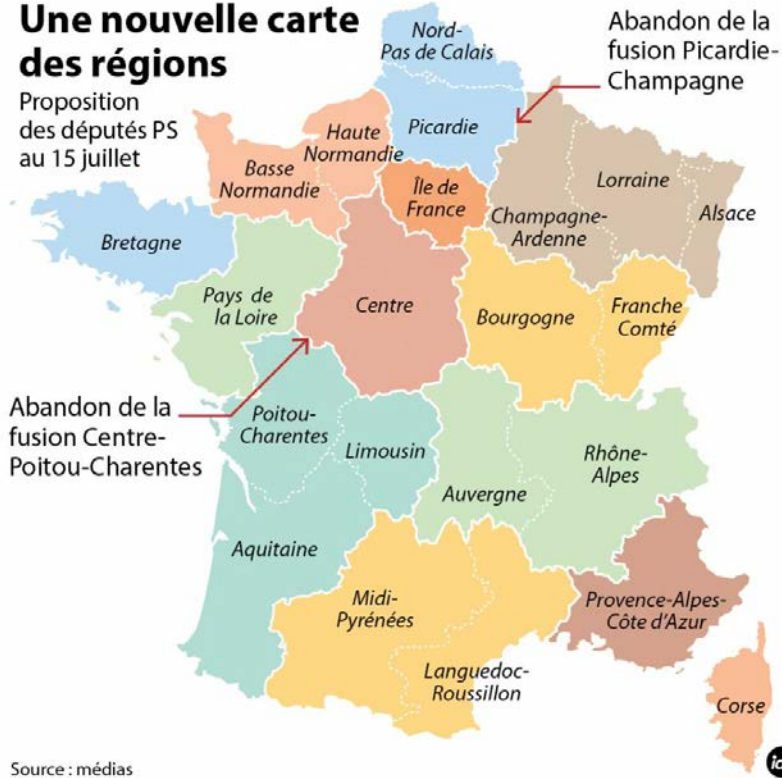 Une nouvelle carte
des régions
Proposition
des députés PS
au 15 juillet
Abandon de la
fusion Picardie-
Champagne
Nord-
Pas de Calais
Picardie
Haute
Normandie
Basse
Normandie
Île de
France
Champagne-
Ardenne
Lorraine
Alsace
Bretagne
Pays de
la Loire
Centre
Bourgogne
Franche
Comté
Abandon de la
fusion Centre-
Poitou-Charentes
Poitou-
Charentes
Limousin
Auvergne
Rhône-
Alpes
Aquitaine
Midi-
Pyrénées
Languedoc-
Roussillon
Provence-Alpes-
Côte d'Azur
Corse
Source : médias